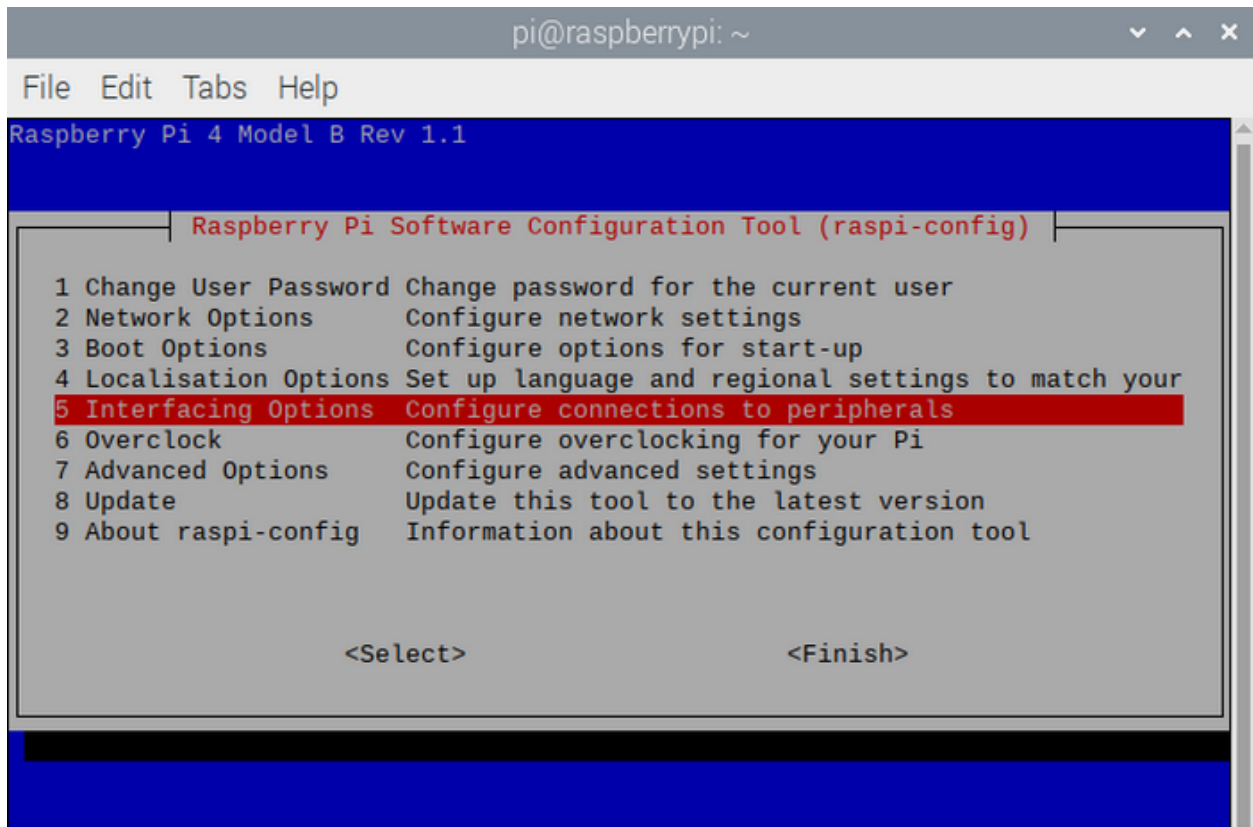 pi@raspberrypi: ~
File Edit Tabs Help
Raspberry Pi 4 Model B Rev 1.1
Raspberry Pi Software Configuration Tool (raspi-config)
1 Change User Password Change password for the current user
2 Network Options Configure network settings
3 Boot Options Configure options for start-up
4 Localisation Options Set up language and regional settings to match your
5 Interfacing Options Configure connections to peripherals
6 Overclock Configure overclocking for your Pi
7 Advanced Options Configure advanced settings
8 Update Update this tool to the latest version
9 About raspi-config Information about this configuration tool
<Select> <Finish>